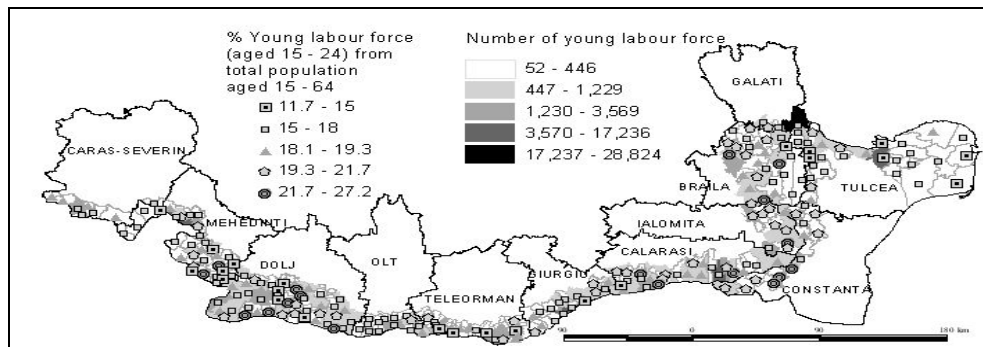 % Young labour force
(aged 15 - 24) from
total population
aged 15 - 64
11.7 - 15
15 - 18
18.1 - 19.3
19.3 - 21.7
21.7 - 27.2
Number of young labour force
52 - 446
447 - 1,229
1,230 - 3,569
3,570 - 17,236
17,237 - 28,824
GALATI
CARAS-SEVERIN
BRAILA
TULCEA
MEHEDINTI
IALOMITA
DOLJ
OLT
GIURGIU
CALARASI
TELEORMAN
CONSTANTA
90 0 90 180 km